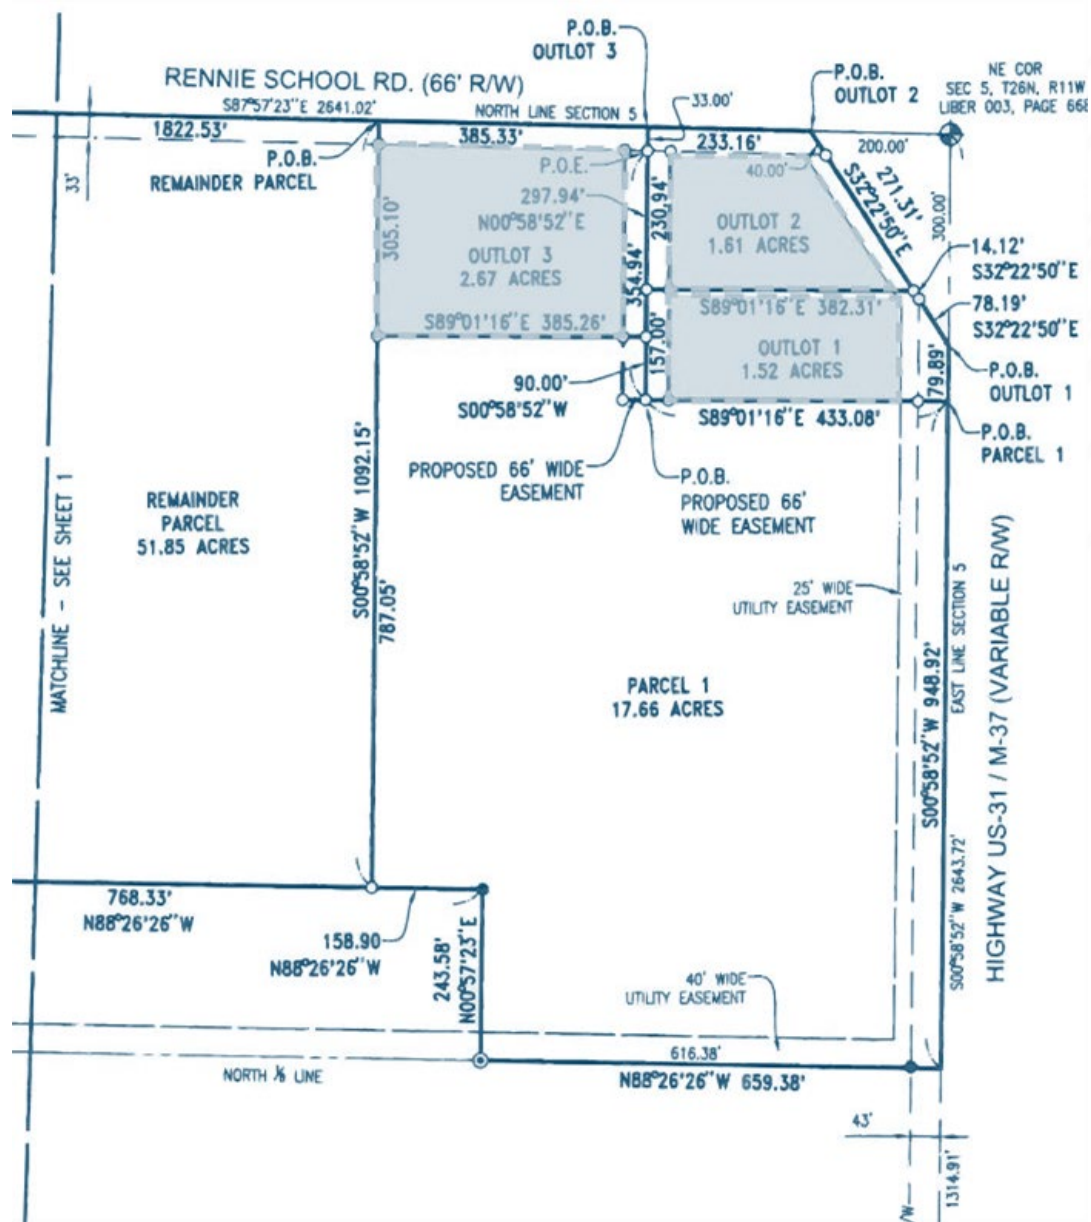 P.O.B.
OUTLOT 3
RENNIE SCHOOL RD. (66' R/W)
S87°57'23"E 2641.02'
NORTH LINE SECTION 5
33.00'
P.O.B.
OUTLOT 2
NE COR
SEC 5, T26N, R11W
LIBER 003, PAGE 668
1822.53'
385.33'
233.16'
200.00'
33'
P.O.B.
REMAINDER PARCEL
P.O.E.
297.94'
N00°58'52"E
305.10'
OUTLOT 3
2.67 ACRES
S89°01'16"E 385.26'
230.94'
354.94'
157.00'
40.00'
OUTLOT 2
1.61 ACRES
271.31'
S32°22'50"E
300.00'
14.12'
S32°22'50"E
78.19'
S32°22'50"E
S89°01'16"E 382.31'
OUTLOT 1
1.52 ACRES
79.89'
P.O.B.
OUTLOT 1
90.00'
S00°58'52"W
S89°01'16"E 433.08'
P.O.B.
PARCEL 1
PROPOSED 66' WIDE
EASEMENT
P.O.B.
PROPOSED 66'
WIDE EASEMENT
MATCHLINE - SEE SHEET 1
REMAINDER
PARCEL
51.85 ACRES
S00°58'52"W 1092.15'
787.05'
25' WIDE
UTILITY EASEMENT
PARCEL 1
17.66 ACRES
S00°58'52"W 948.92'
EAST LINE SECTION 5
S00°58'52"W 2643.72'
HIGHWAY US-31 / M-37 (VARIABLE R/W)
768.33'
N88°26'26"W
158.90
N88°26'26"W
243.58'
N00°57'23"E
40' WIDE
UTILITY EASEMENT
NORTH ⅛ LINE
616.38'
N88°26'26"W 659.38'
43'
1314.91'
/W